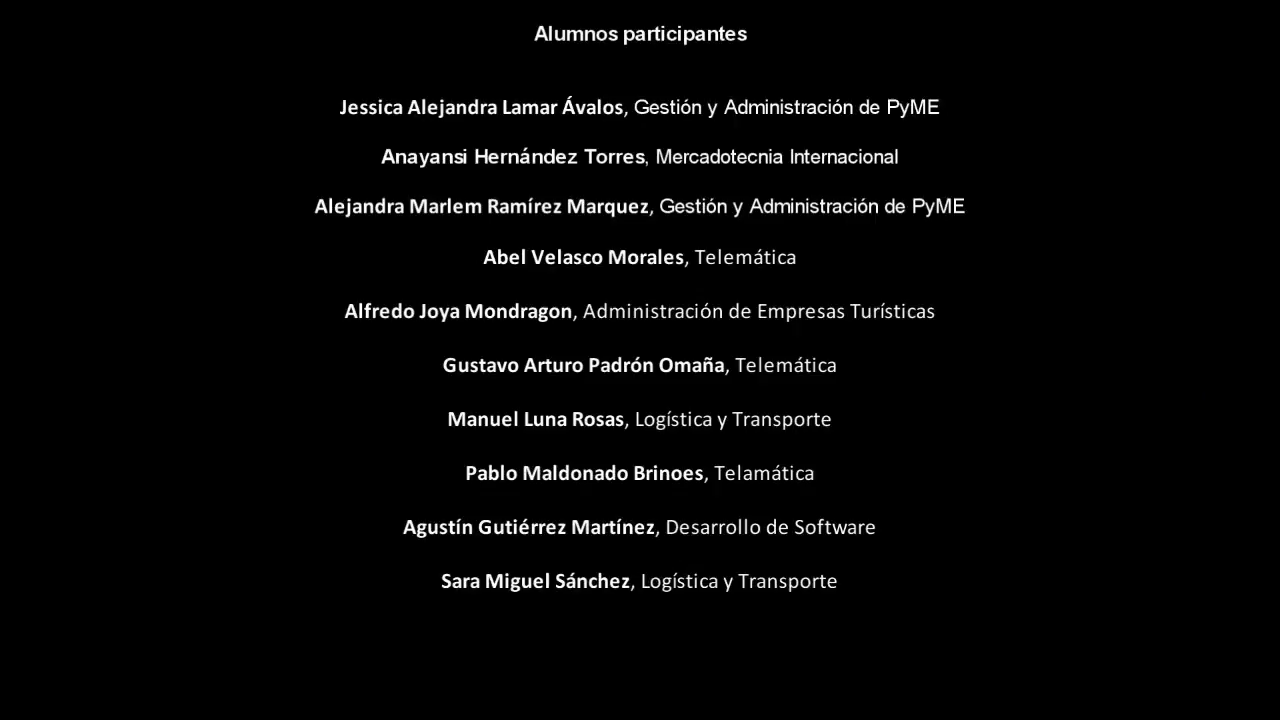 Alumnos participantes
Jessica Alejandra Lamar Ávalos, Gestión y Administración de PyME
Anayansi Hernández Torres, Mercadotecnia Internacional
Alejandra Marlem Ramírez Marquez, Gestión y Administración de PyME
Abel Velasco Morales, Telemática
Alfredo Joya Mondragon, Administración de Empresas Turísticas
Gustavo Arturo Padrón Omaña, Telemática
Manuel Luna Rosas, Logística y Transporte
Pablo Maldonado Brinoes, Telamática
Agustín Gutiérrez Martínez, Desarrollo de Software
Sara Miguel Sánchez, Logística y Transporte